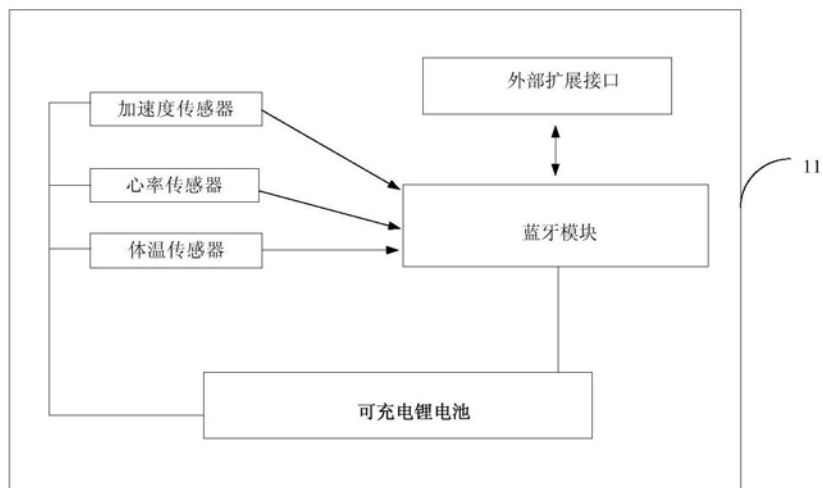 加速度传感器
外部扩展接口
心率传感器
体温传感器
蓝牙模块
可充电锂电池
11